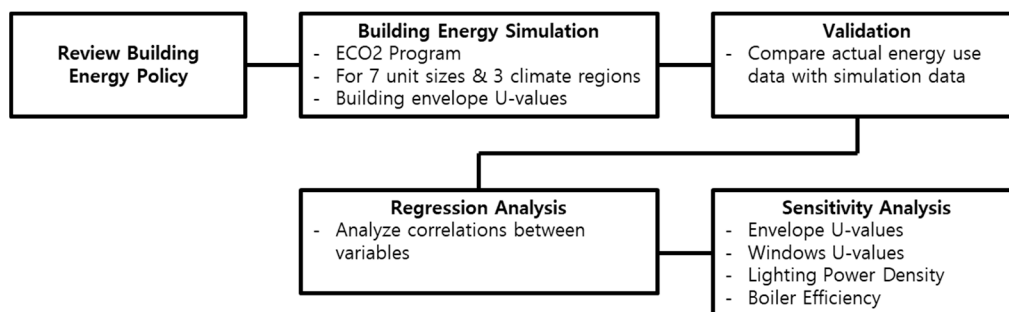 Review Building
Energy Policy
Building Energy Simulation
- ECO2 Program
- For 7 unit sizes & 3 climate regions
- Building envelope U-values
Validation
- Compare actual energy use
data with simulation data
Regression Analysis
- Analyze correlations between
variables
Sensitivity Analysis
- Envelope U-values
- Windows U-values
- Lighting Power Density
- Boiler Efficiency